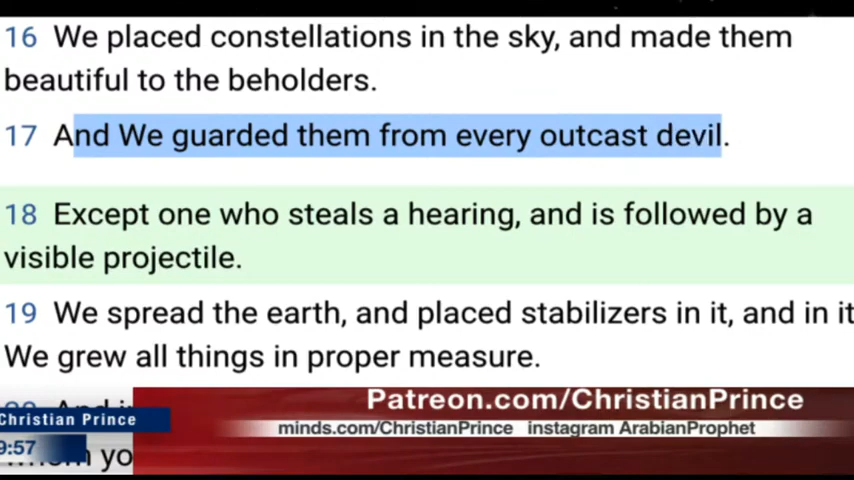 16 We placed constellations in the sky, and made them
beautiful to the beholders.
17 And We guarded them from every outcast devil.
18 Except one who steals a hearing, and is followed by a
visible projectile.
19 We spread the earth, and placed stabilizers in it, and in it
We grew all things in proper measure.
Patreon.com/ChristianPrince
Christian Prince
minds.com/ChristianPrince instagram ArabianProphet
9:57
yo